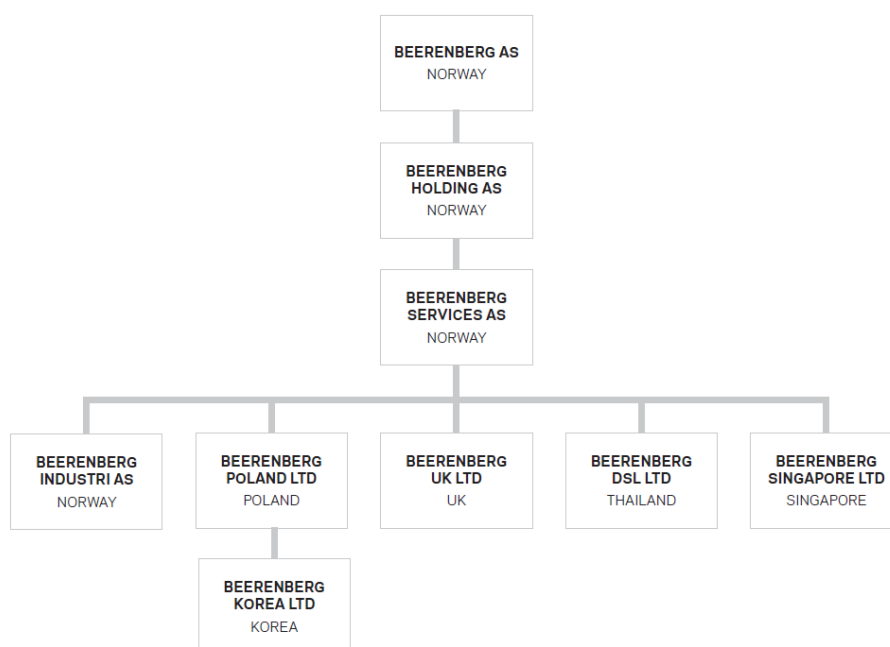 BEERENBERG AS
NORWAY
BEERENBERG
HOLDING AS
NORWAY
BEERENBERG
SERVICES AS
NORWAY
BEERENBERG
INDUSTRI AS
NORWAY
BEERENBERG
POLAND LTD
POLAND
BEERENBERG
UK LTD
UK
BEERENBERG
DsL LTD
THAILAND
BEERENBERG
SINGAPORE LTD
SINGAPORE
BEERENBERG
KOREA LTD
KOREA